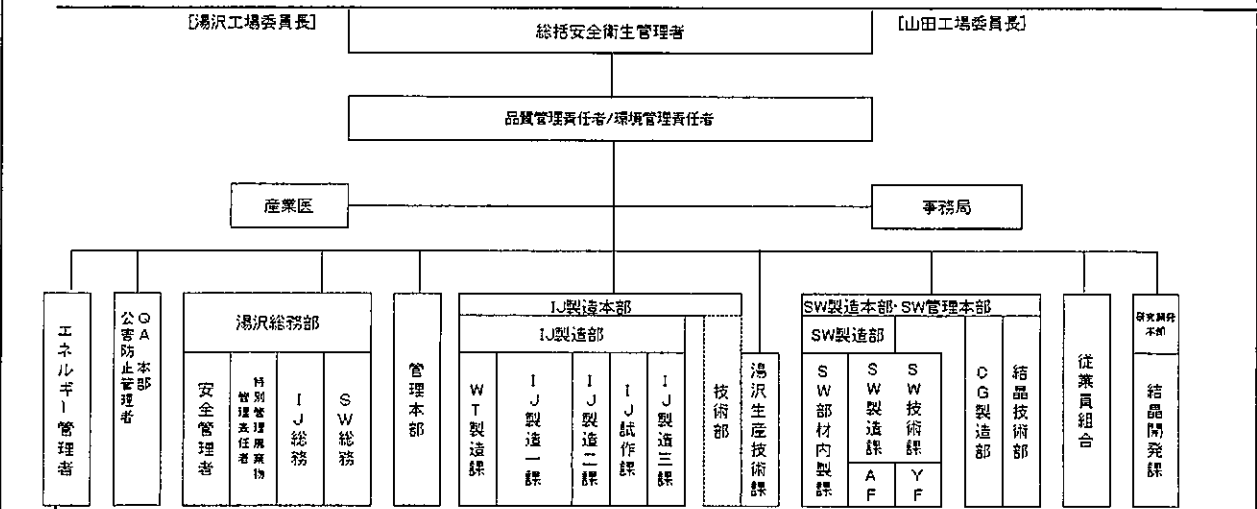 [湯沢工場委員長]
総括安全衛生管理者
[山田工場委員長]
品質管理責任者/環境管理責任者
産業医
事務局
エネルギー管理者
QA本部
公害防止管理者
湯沢総務部
安全管理者
特別管理廃棄物
管理責任者
IJ総務
SW総務
管理本部
IJ製造本部
IJ製造部
WT製造課
IJ製造一課
IJ製造二課
IJ試作課
IJ製造三課
技術部
湯沢生産技術課
SW製造本部・SW管理本部
SW製造部
SW部材内製課
SW製造課
SW技術課
AF
YF
CG製造部
結晶技術部
従業員組合
研究開発
本部
結晶開発課